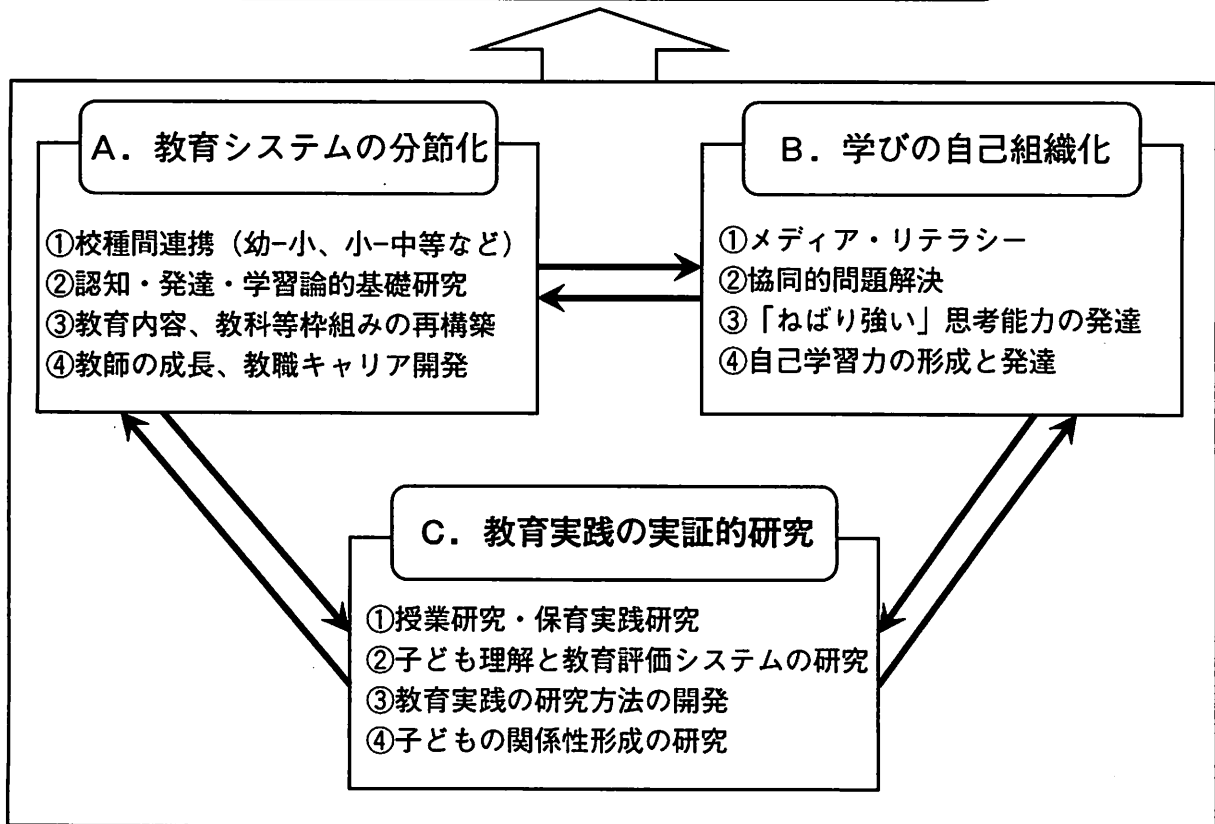 A．教育システムの分節化
①校種間連携（幼−小、小−中等など）
②認知・発達・学習論的基礎研究
③教育内容、教科等枠組みの再構築
④教師の成長、教職キャリア開発
B．学びの自己組織化
①メディア・リテラシー
②協同的問題解決
③「ねばり強い」思考能力の発達
④自己学習力の形成と発達
C．教育実践の実証的研究
①授業研究・保育実践研究
②子ども理解と教育評価システムの研究
③教育実践の研究方法の開発
④子どもの関係性形成の研究